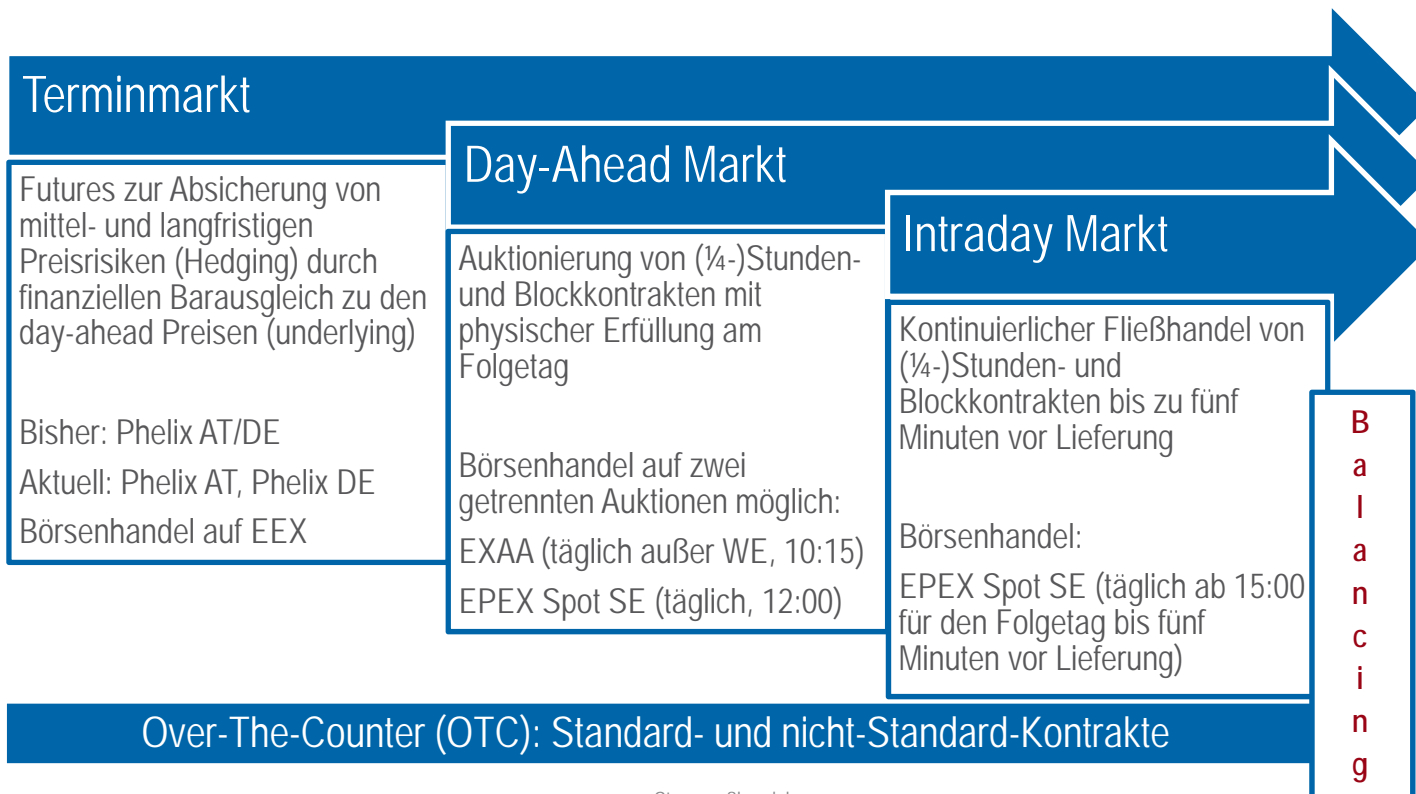 Terminmarkt
Futures zur Absicherung von
mittel- und langfristigen
Preisrisiken (Hedging) durch
finanziellen Barausgleich zu den
day-ahead Preisen (underlying)
Bisher: Phelix AT/DE
Aktuell: Phelix AT, Phelix DE
Börsenhandel auf EEX
Day-Ahead Markt
Auktionierung von (¼-)Stunden-
und Blockkontrakten mit
physischer Erfüllung am
Folgetag
Börsenhandel auf zwei
getrennten Auktionen möglich:
EXAA (täglich außer WE, 10:15)
EPEX Spot SE (täglich, 12:00)
Intraday Markt
Kontinuierlicher Fließhandel von
(¼-)Stunden- und
Blockkontrakten bis zu fünf
Minuten vor Lieferung
Börsenhandel:
EPEX Spot SE (täglich ab 15:00
für den Folgetag bis fünf
Minuten vor Lieferung)
Balancing
Over-The-Counter (OTC): Standard- und nicht-Standard-Kontrakte